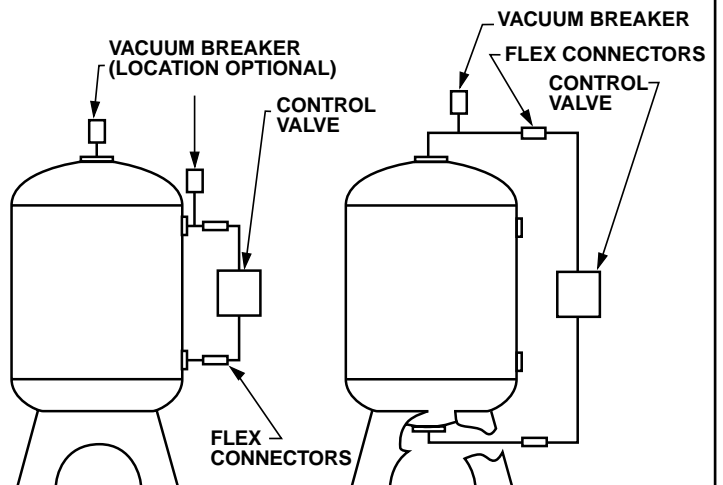 VACUUM BREAKER
(LOCATION OPTIONAL)
CONTROL
VALVE
FLEX
CONNECTORS
VACUUM BREAKER
FLEX CONNECTORS
CONTROL
VALVE